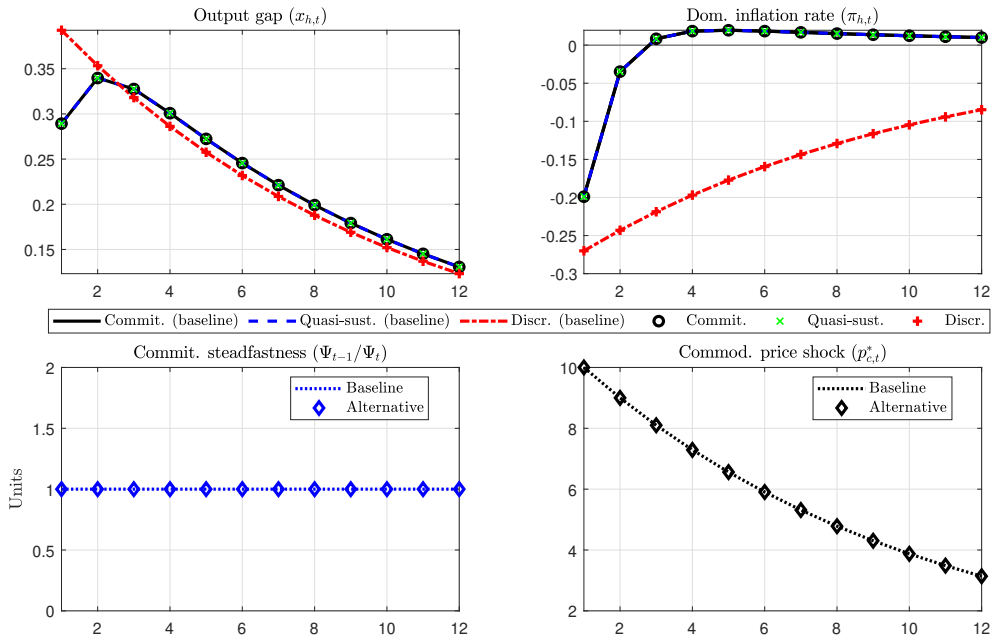 Output gap (x_{h,t})
0.35
0.3
0.25
0.2
0.15
2 4 6 8 10 12
Dom. inflation rate (π_{h,t})
0
-0.05
-0.1
-0.15
-0.2
-0.25
-0.3
2 4 6 8 10 12
Commit. (baseline) Quasi-sust. (baseline) Discr. (baseline) Commit. Quasi-sust. Discr.
Commit. steadfastness (Ψ_{t−1}/Ψ_t)
Units
2
1.5
1
0.5
0
Baseline
Alternative
2 4 6 8 10 12
Commod. price shock (p*_{c,t})
10
8
6
4
2
Baseline
Alternative
2 4 6 8 10 12